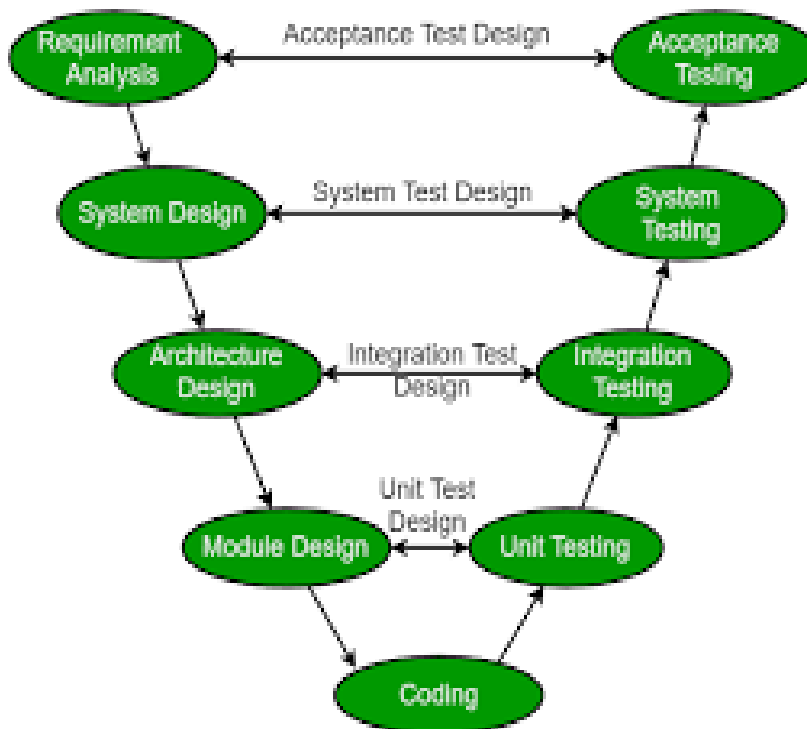 Requirement
Analysis
Acceptance Test Design
Acceptance
Testing
System Design
System Test Design
System
Testing
Architecture
Design
Integration Test
Design
Integration
Testing
Module Design
Unit Test
Design
Unit Testing
Coding